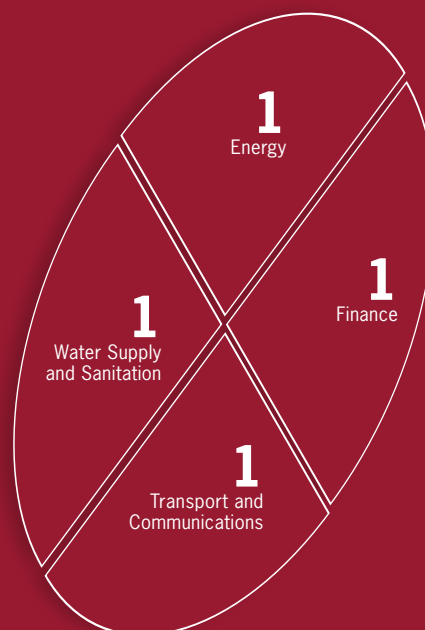 1
Energy
1
Finance
1
Water Supply
and Sanitation
1
Transport and
Communications